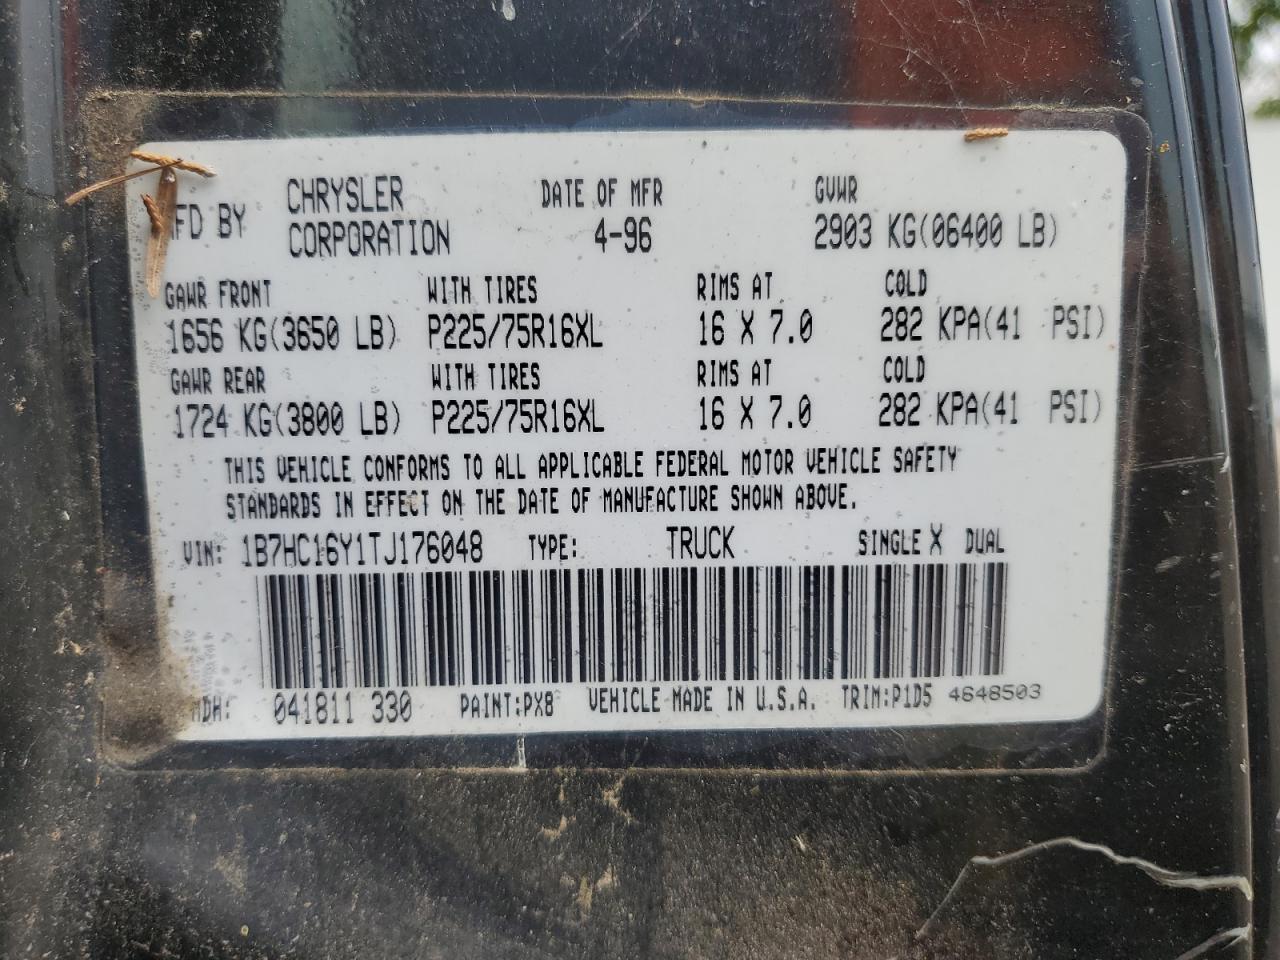 MFD BY CHRYSLER CORPORATION DATE OF MFR 4-96 GVWR 2903 KG(06400 LB)
GAWR FRONT WITH TIRES RIMS AT COLD
1656 KG(3650 LB) P225/75R16XL 16 X 7.0 282 KPA(41 PSI)
GAWR REAR WITH TIRES RIMS AT COLD
1724 KG(3800 LB) P225/75R16XL 16 X 7.0 282 KPA(41 PSI)
THIS VEHICLE CONFORMS TO ALL APPLICABLE FEDERAL MOTOR VEHICLE SAFETY
STANDARDS IN EFFECT ON THE DATE OF MANUFACTURE SHOWN ABOVE.
VIN: 1B7HC16Y1TJ176048 TYPE: TRUCK SINGLE X DUAL
MDH: 041811 330 PAINT:PX8 VEHICLE MADE IN U.S.A. TRIM:P1D5 4648503